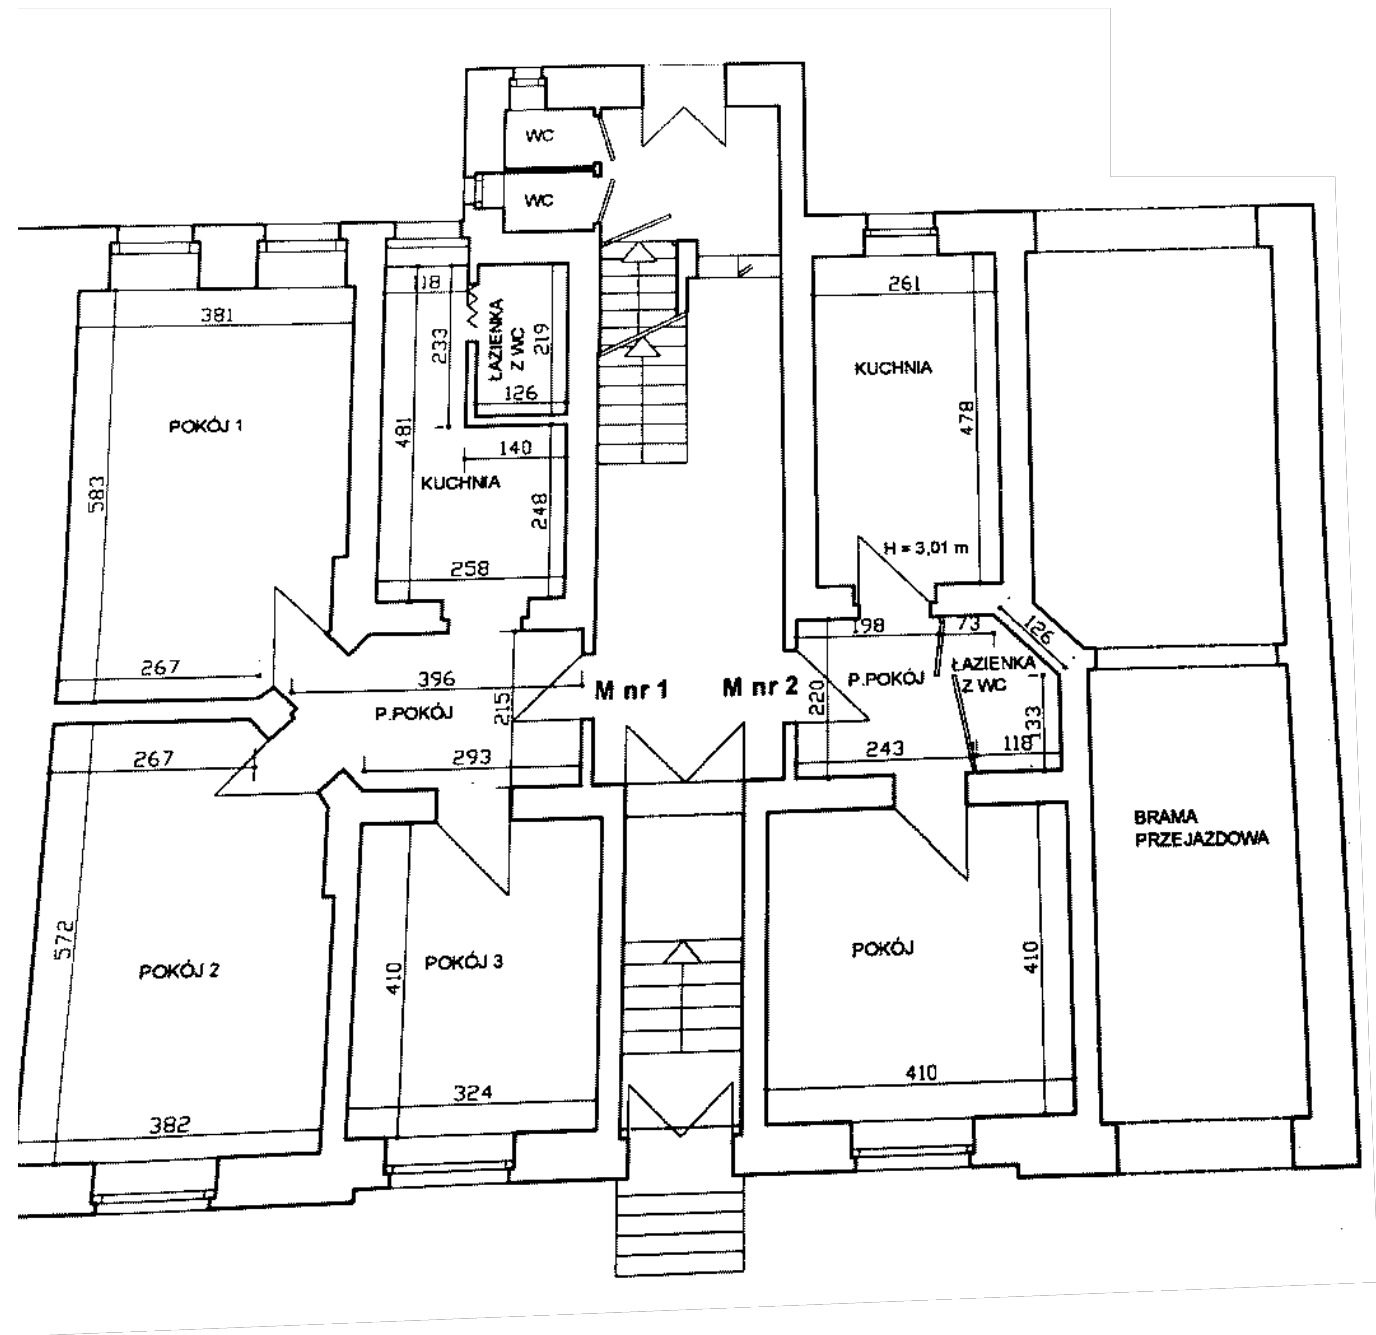 WC
WC
381
18
233
ŁAZIENKA
Z WC
219
126
261
KUCHNIA
POKÓJ 1
481
478
140
KUCHNIA
583
248
H = 3,01 m
258
198
73
126
267
396
M nr 1
M nr 2
P.POKÓJ
ŁAZIENKA
Z WC
P.POKÓJ
215
220
133
267
293
243
118
BRAMA
PRZEJAZDOWA
572
POKÓJ 2
POKÓJ 3
410
POKÓJ
410
324
410
382